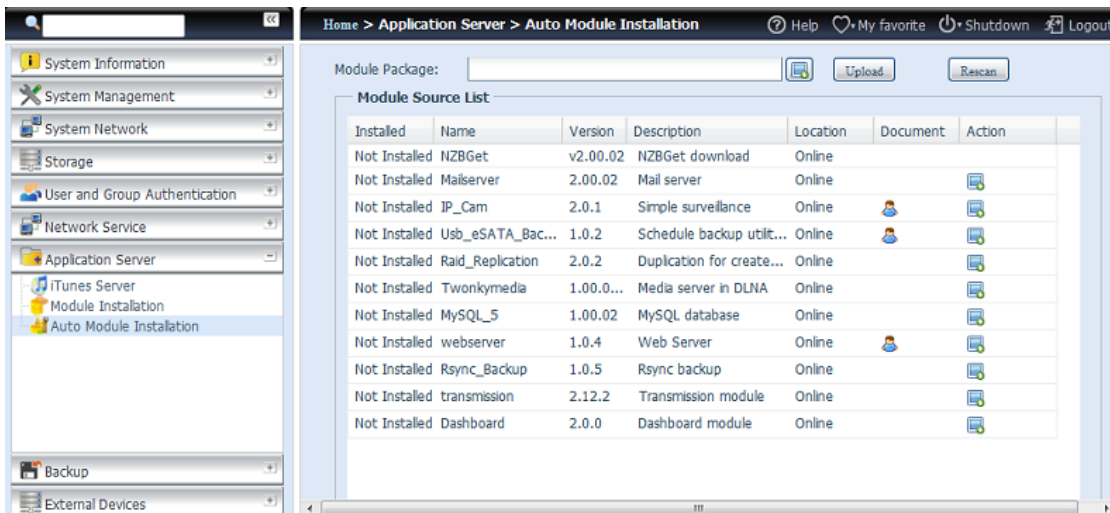 Home > Application Server > Auto Module Installation Help My favorite Shutdown Logout
System Information
System Management
System Network
Storage
User and Group Authentication
Network Service
Application Server
iTunes Server
Module Installation
Auto Module Installation
Backup
External Devices
Module Package: Upload Rescan
Module Source List
Installed Name Version Description Location Document Action
Not Installed NZBGet v2.00.02 NZBGet download Online
Not Installed Mailserver 2.00.02 Mail server Online
Not Installed IP_Cam 2.0.1 Simple surveillance Online
Not Installed Usb_eSATA_Bac... 1.0.2 Schedule backup utilit... Online
Not Installed Raid_Replication 2.0.2 Duplication for create... Online
Not Installed Twonkymedia 1.00.0... Media server in DLNA Online
Not Installed MySQL_5 1.00.02 MySQL database Online
Not Installed webserver 1.0.4 Web Server Online
Not Installed Rsync_Backup 1.0.5 Rsync backup Online
Not Installed transmission 2.12.2 Transmission module Online
Not Installed Dashboard 2.0.0 Dashboard module Online